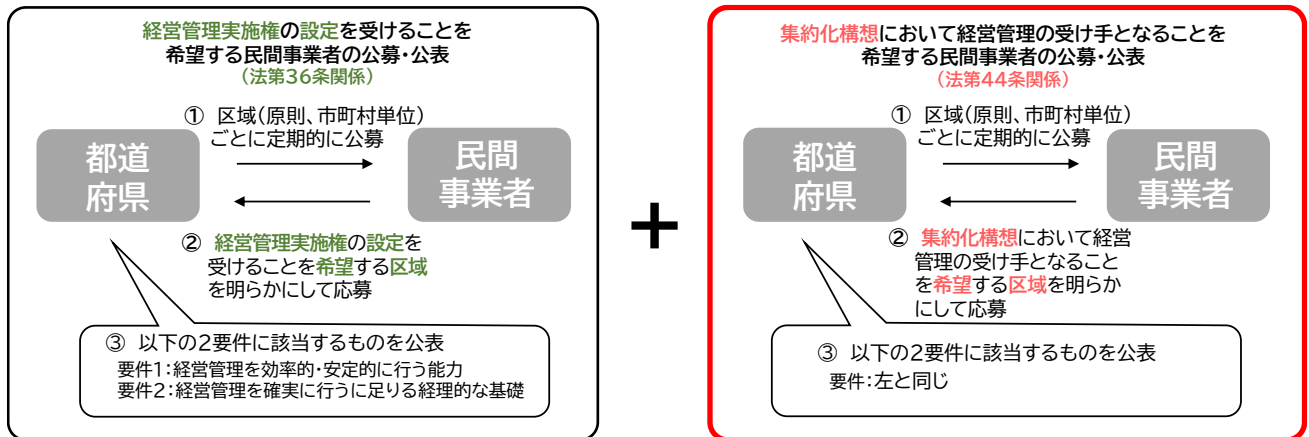 経営管理実施権の設定を受けることを
希望する民間事業者の公募・公表
（法第36条関係）
① 区域（原則、市町村単位）
ごとに定期的に公募
都道
府県
民間
事業者
② 経営管理実施権の設定を
受けることを希望する区域
を明らかにして応募
③ 以下の2要件に該当するものを公表
要件1：経営管理を効率的・安定的に行う能力
要件2：経営管理を確実に行うに足りる経理的な基礎
＋
集約化構想において経営管理の受け手となることを
希望する民間事業者の公募・公表
（法第44条関係）
① 区域（原則、市町村単位）
ごとに定期的に公募
都道
府県
民間
事業者
② 集約化構想において経営
管理の受け手となること
を希望する区域を明らか
にして応募
③ 以下の2要件に該当するものを公表
要件：左と同じ